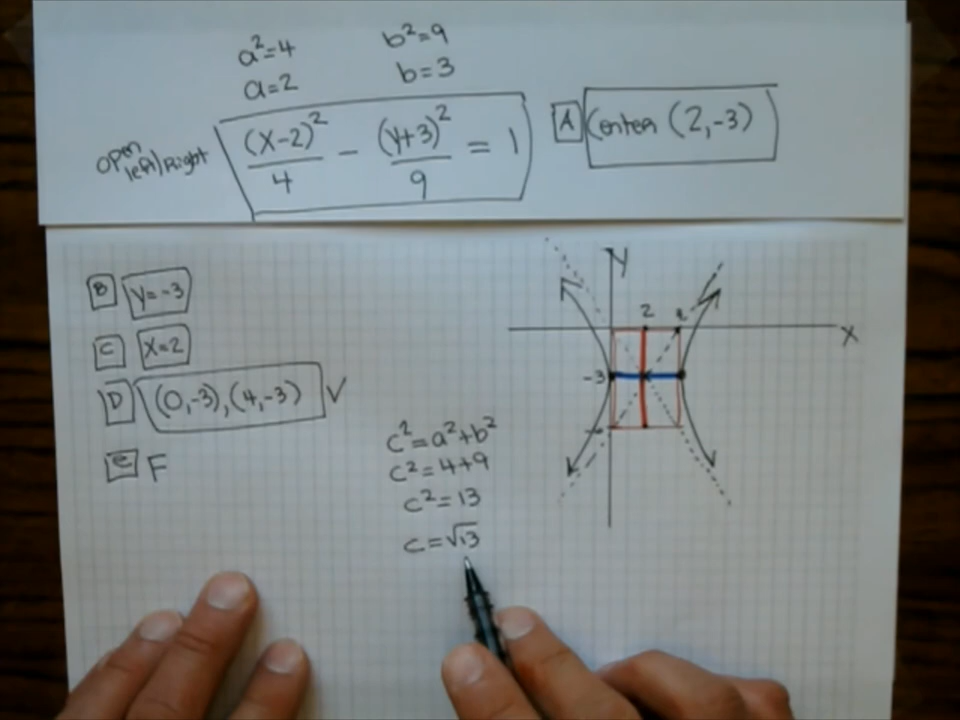 a²=4 b²=9
a=2 b=3
open
left/Right
(x-2)²/4 - (y+3)²/9 = 1
A Center (2,-3)
B y=-3
C x=2
D (0,-3),(4,-3) V
e F
c²=a²+b²
c²=4+9
c²=13
c=√13
y
2
x
-3